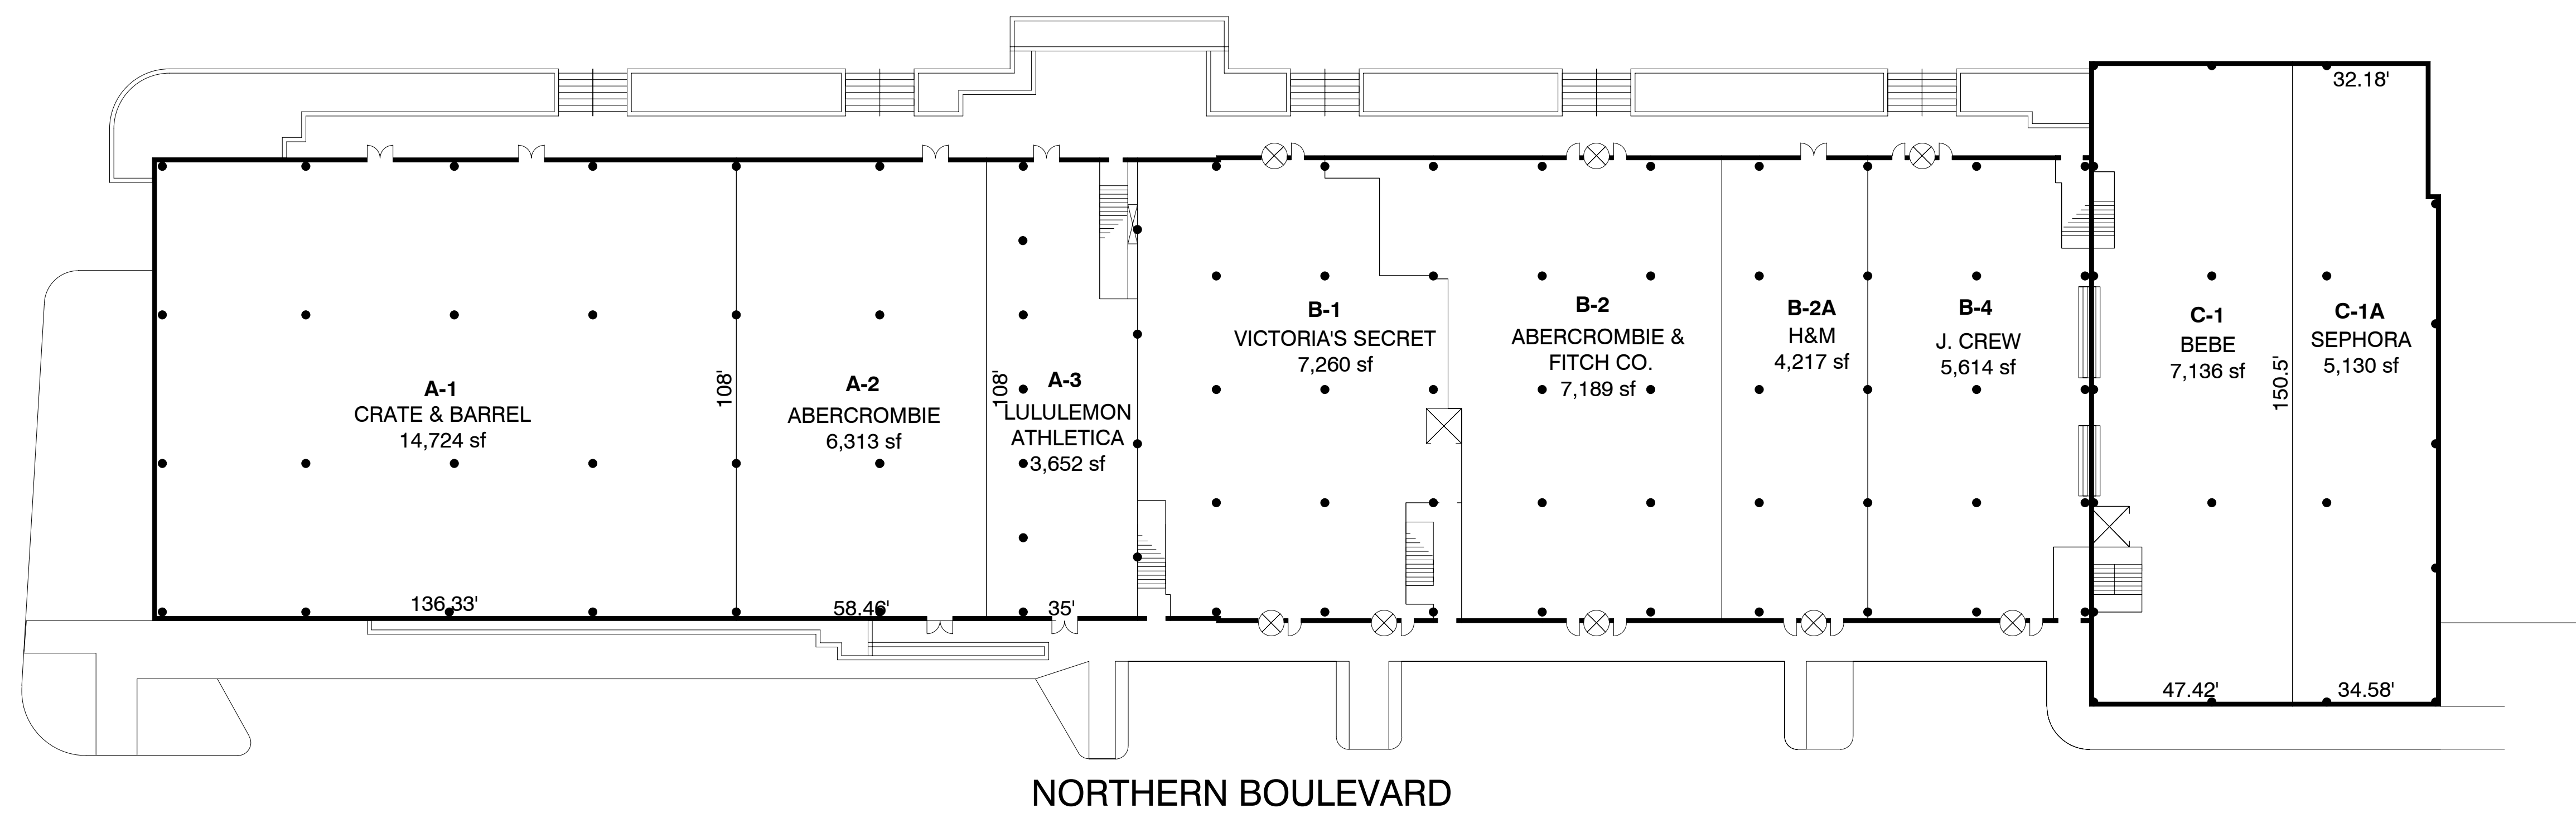 32.18'
A-1
CRATE & BARREL
14,724 sf
136.33'
108'
A-2
ABERCROMBIE
6,313 sf
58.46'
108'
A-3
LULULEMON
ATHLETICA
3,652 sf
35'
B-1
VICTORIA'S SECRET
7,260 sf
B-2
ABERCROMBIE &
FITCH CO.
7,189 sf
B-2A
H&M
4,217 sf
B-4
J. CREW
5,614 sf
C-1
BEBE
7,136 sf
47.42'
150.5'
C-1A
SEPHORA
5,130 sf
34.58'
NORTHERN BOULEVARD